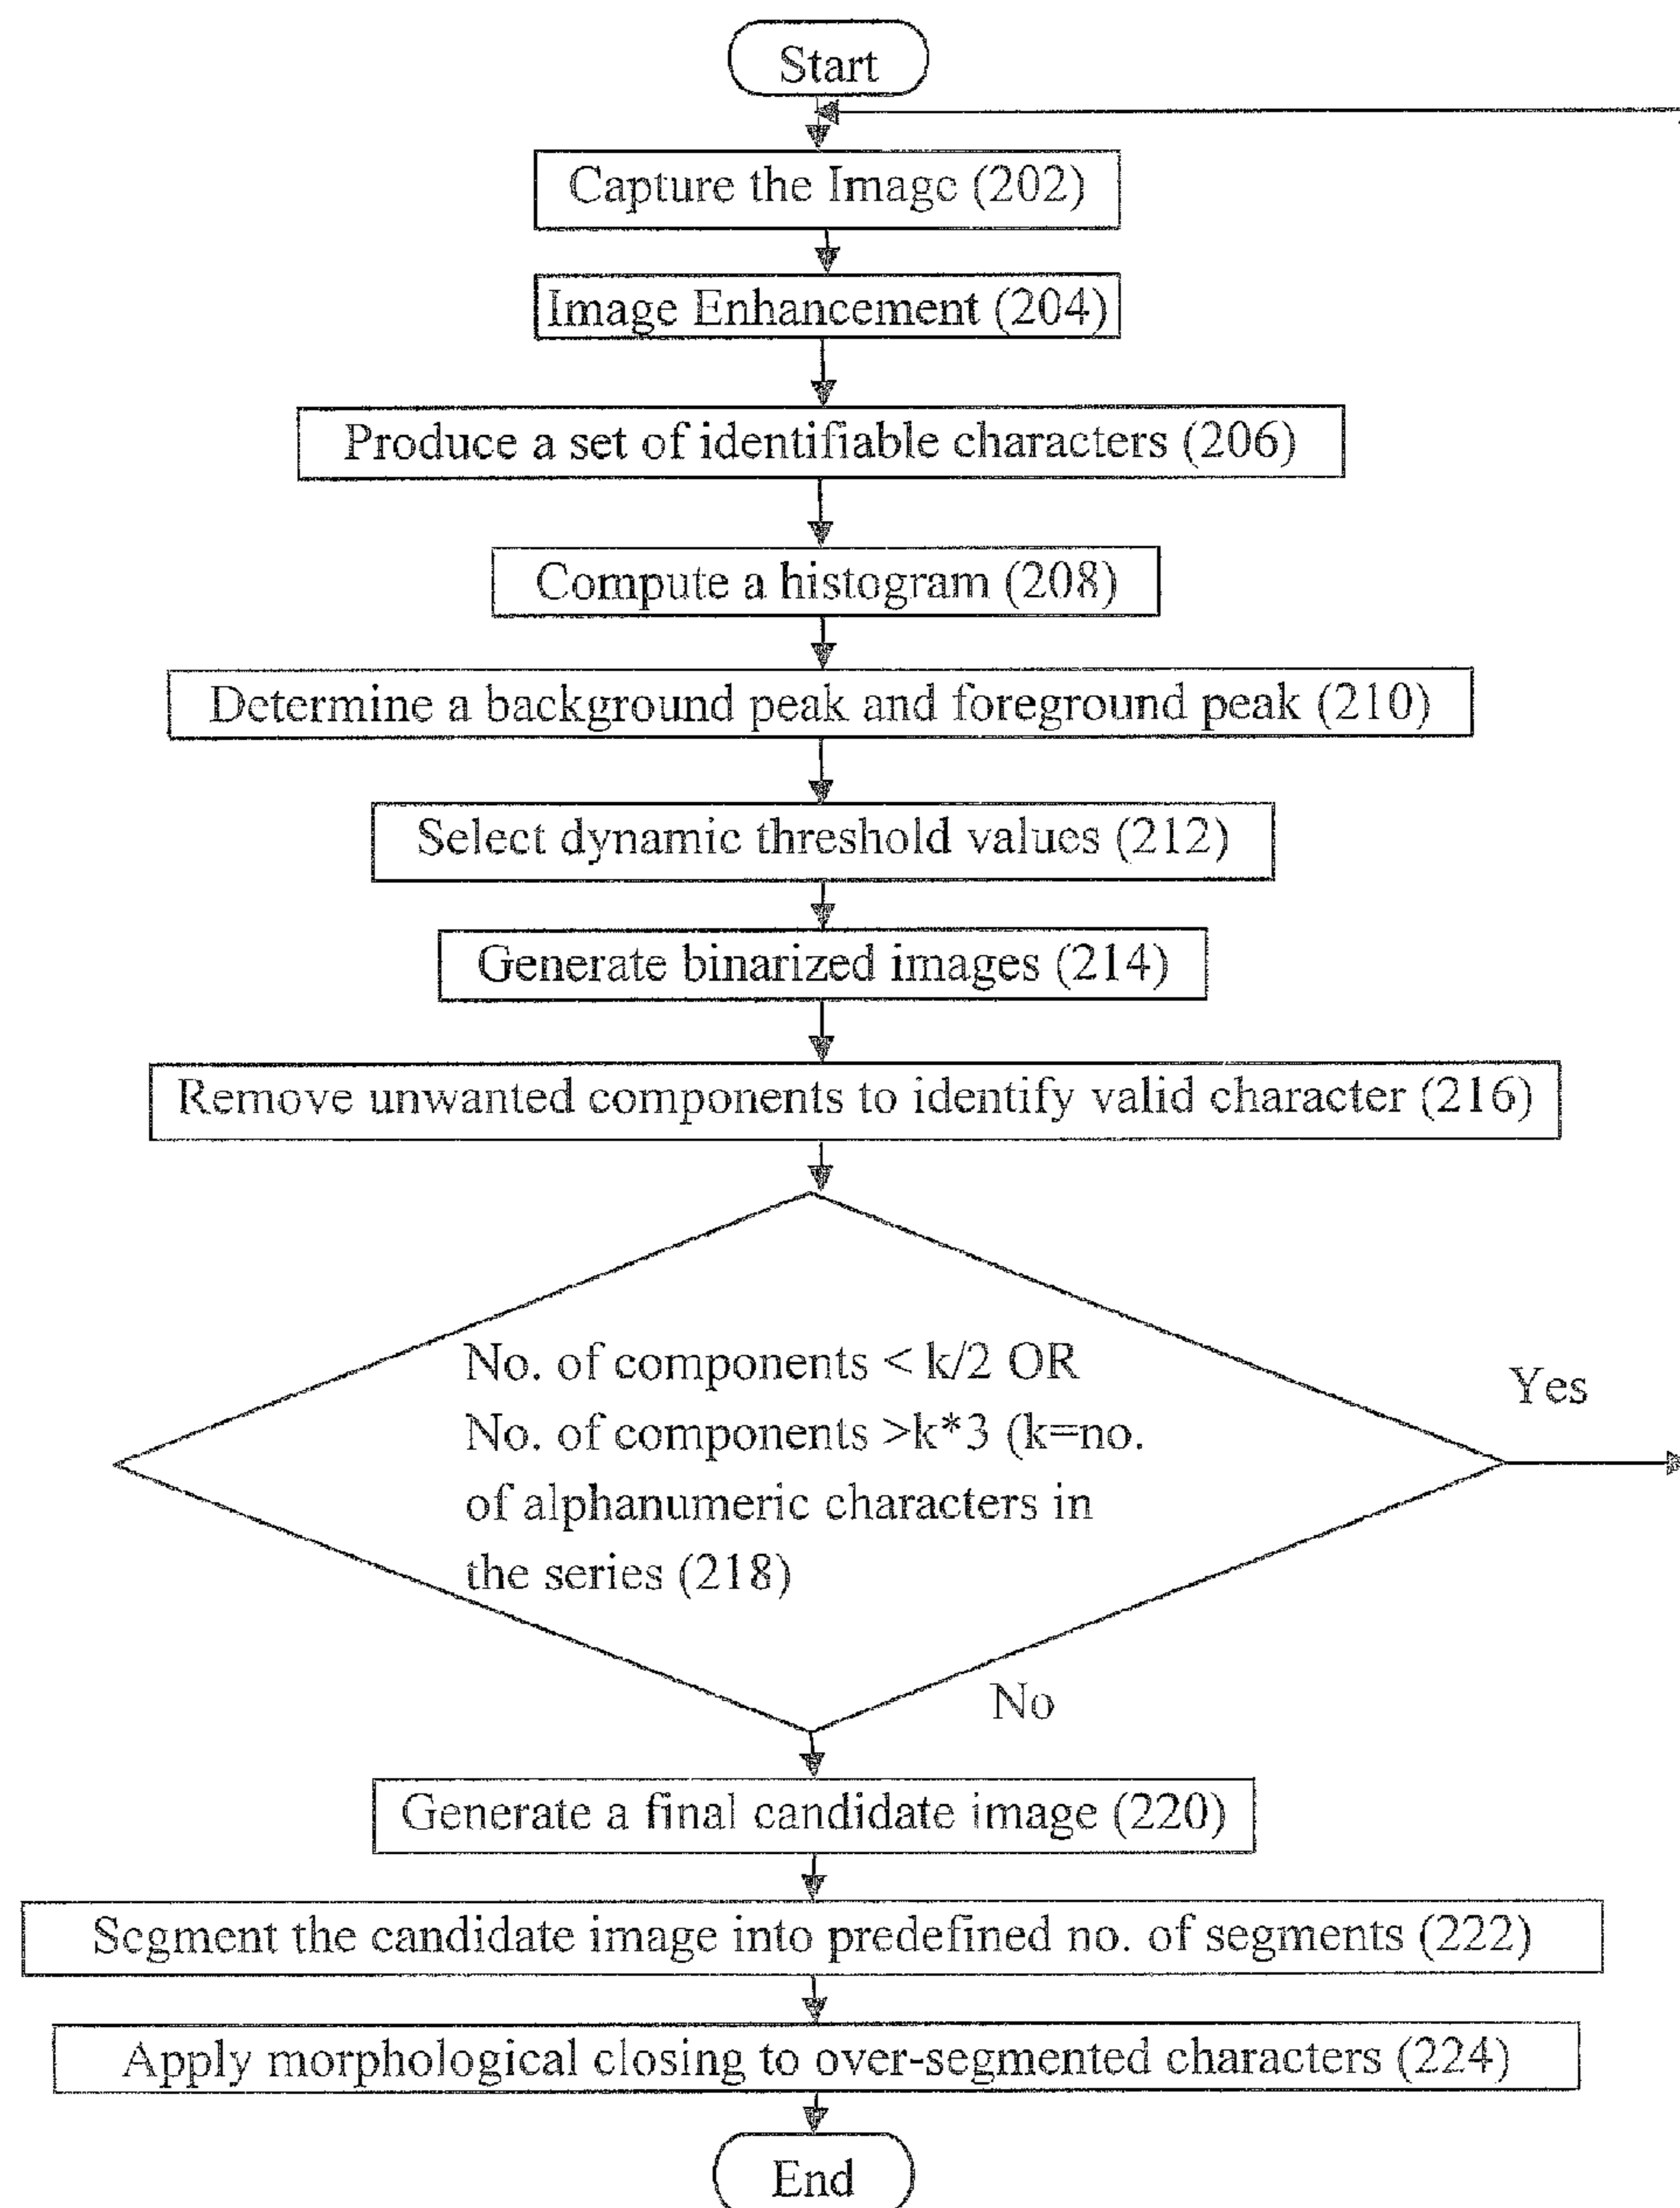 Start
Capture the Image (202)
Image Enhancement (204)
Produce a set of identifiable characters (206)
Compute a histogram (208)
Determine a background peak and foreground peak (210)
Select dynamic threshold values (212)
Generate binarized images (214)
Remove unwanted components to identify valid character (216)
No. of components < k/2 OR
No. of components >k*3 (k=no.
of alphanumeric characters in
the series (218)
Yes
No
Generate a final candidate image (220)
Segment the candidate image into predefined no. of segments (222)
Apply morphological closing to over-segmented characters (224)
End